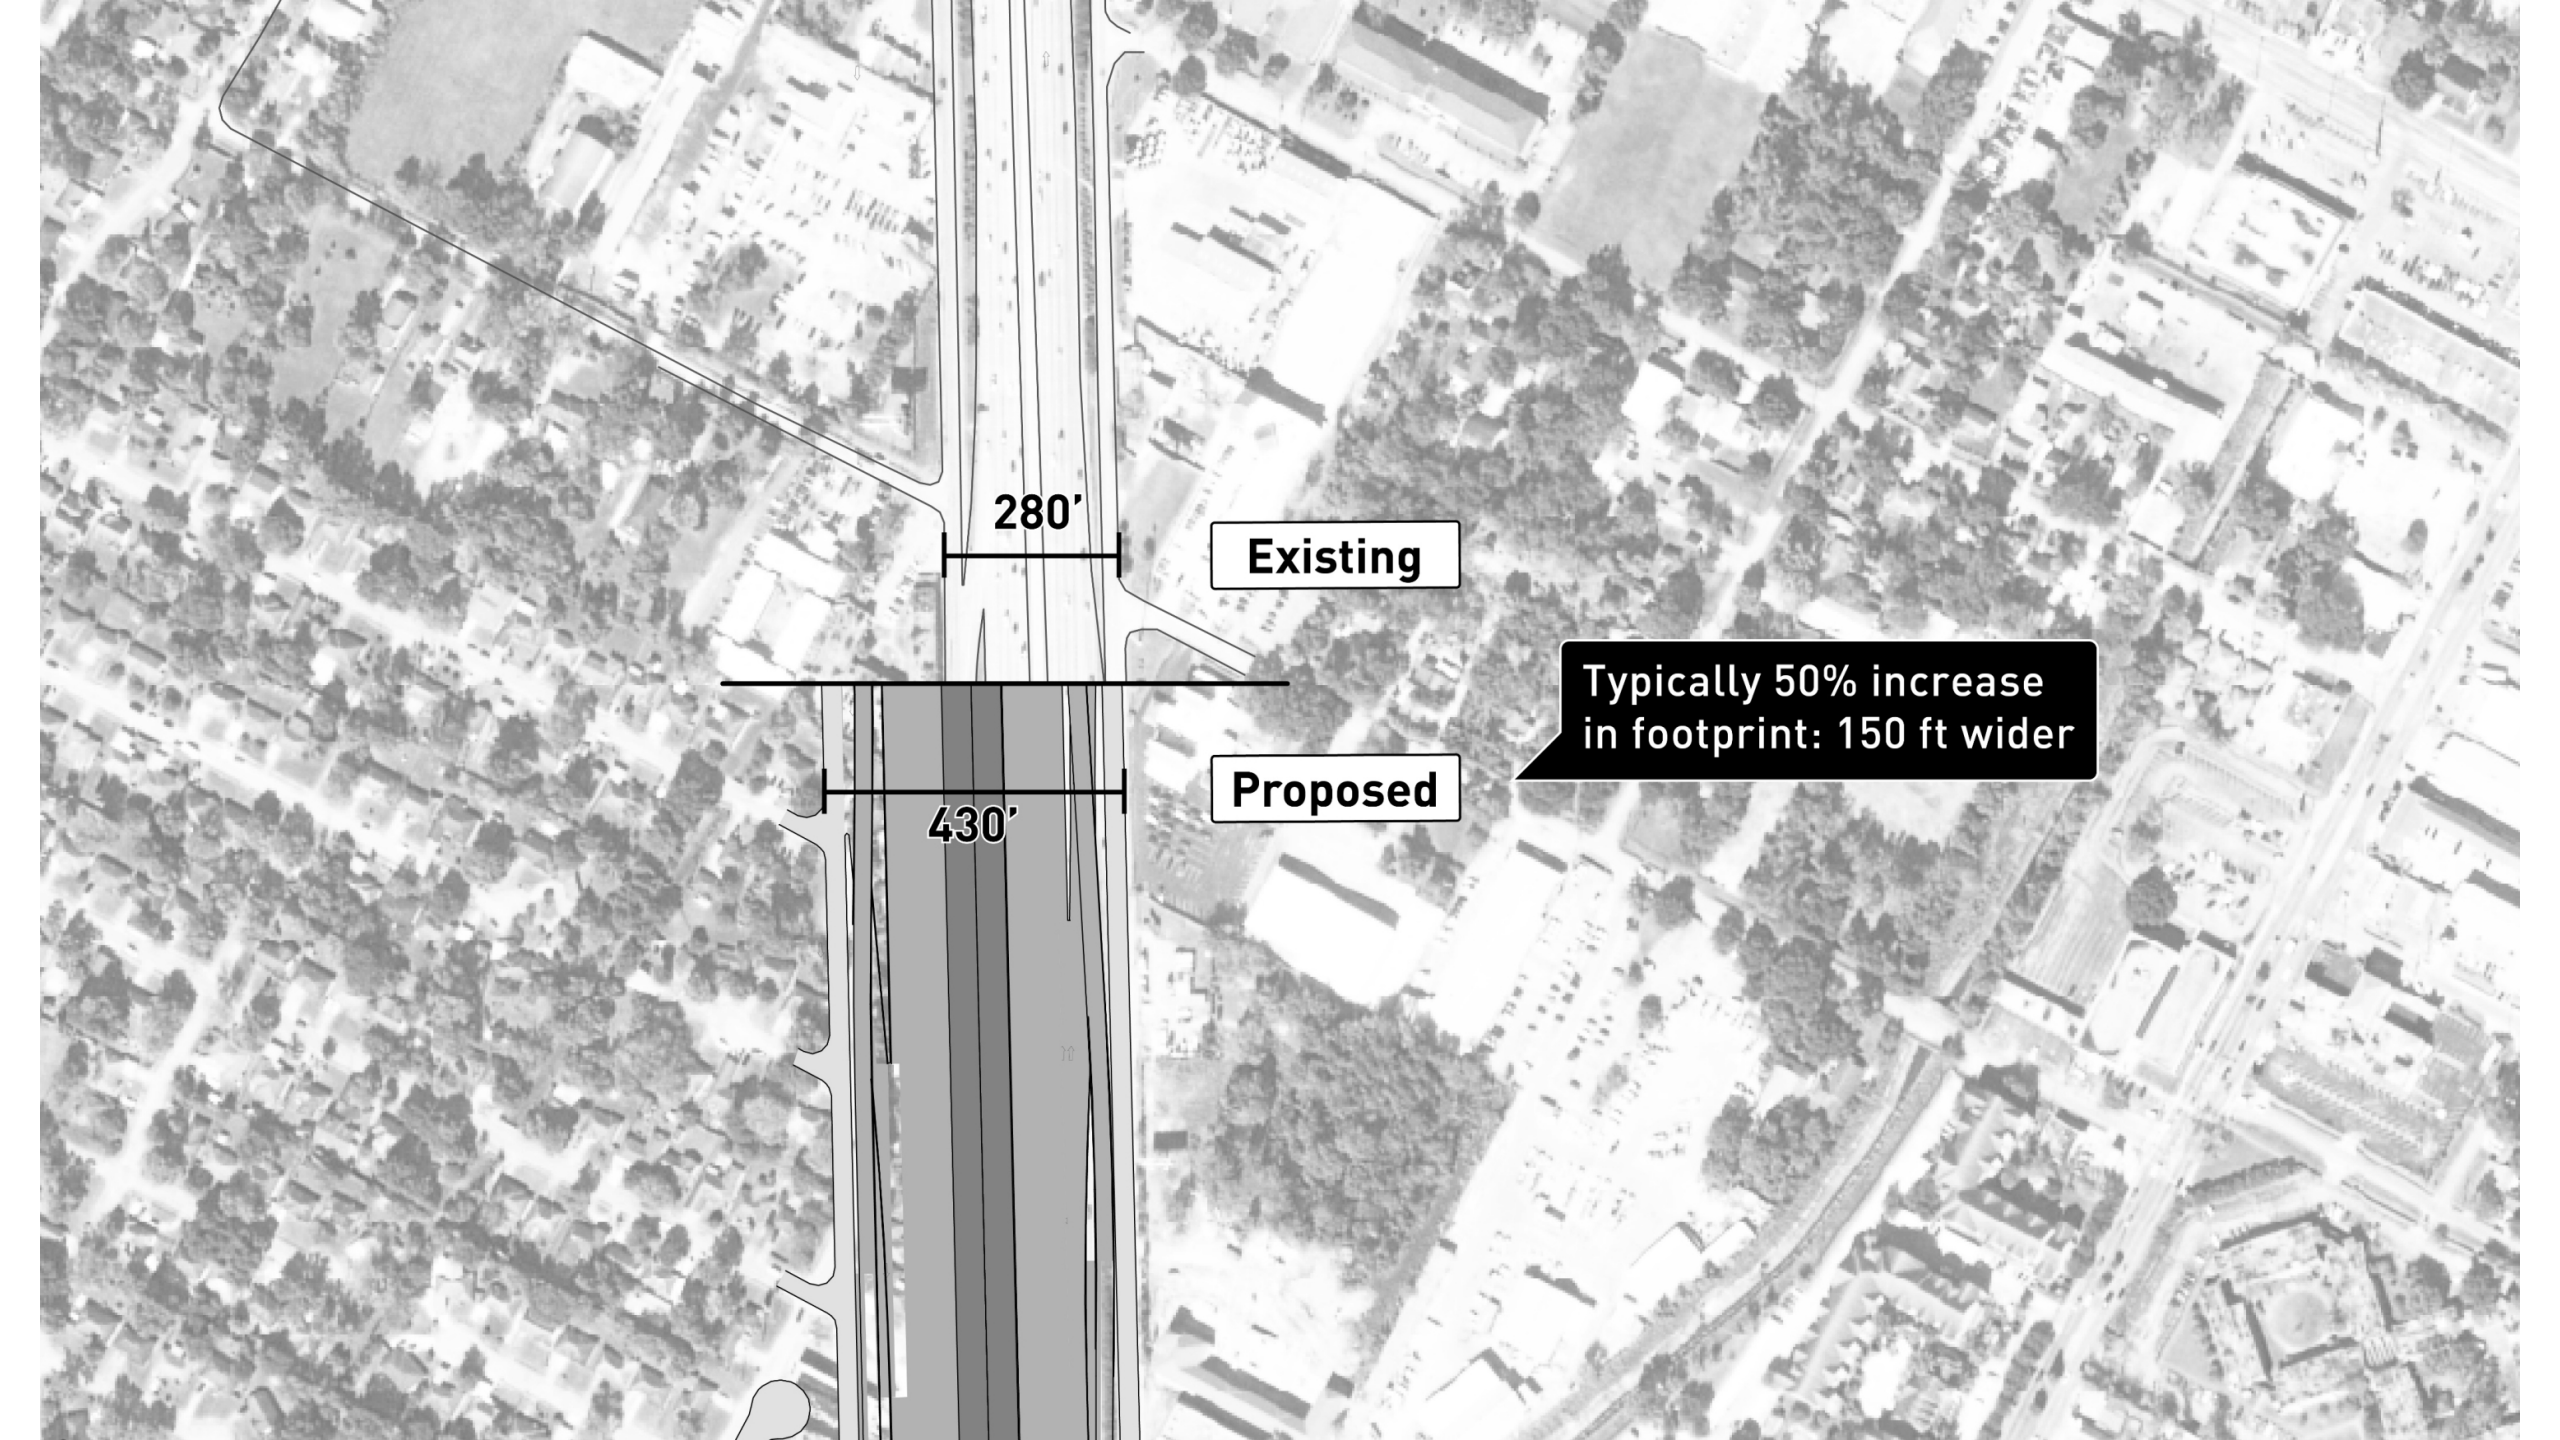 280’
Existing
Typically 50% increase
in footprint: 150 ft wider
Proposed
430’